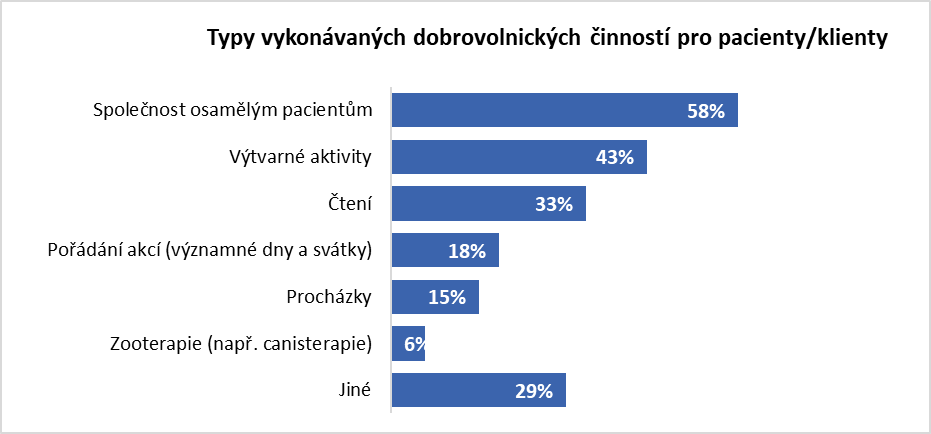 Typy vykonávaných dobrovolnických činností pro pacienty/klienty
Společnost osamělým pacientům 58%
Výtvarné aktivity 43%
Čtení 33%
Pořádání akcí (významné dny a svátky) 18%
Procházky 15%
Zooterapie (např. canisterapie) 6%
Jiné 29%